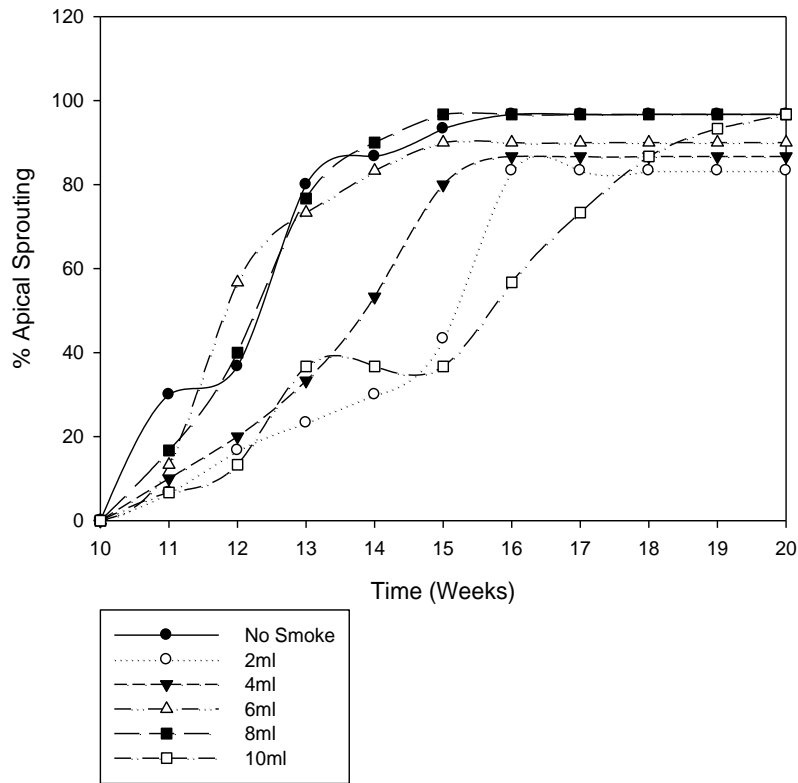 120
100
80
60
40
20
0
% Apical Sprouting
10 11 12 13 14 15 16 17 18 19 20
Time (Weeks)
No Smoke
2ml
4ml
6ml
8ml
10ml